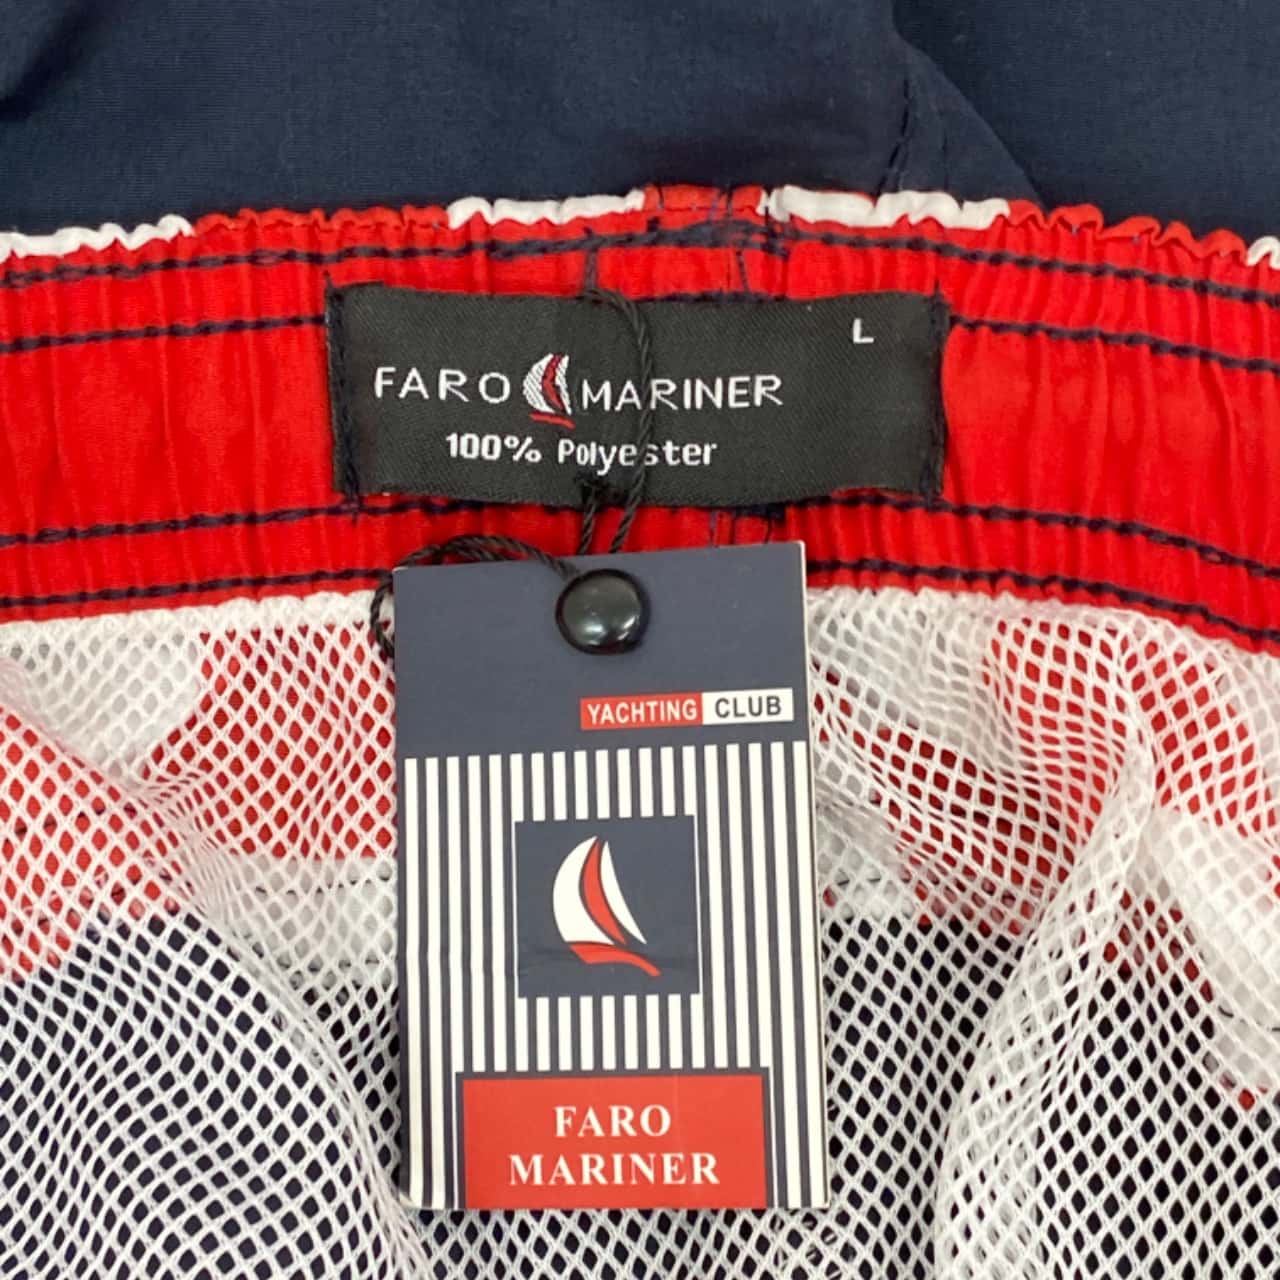 L
FARO MARINER
100% Polyester
YACHTING CLUB
FARO
MARINER